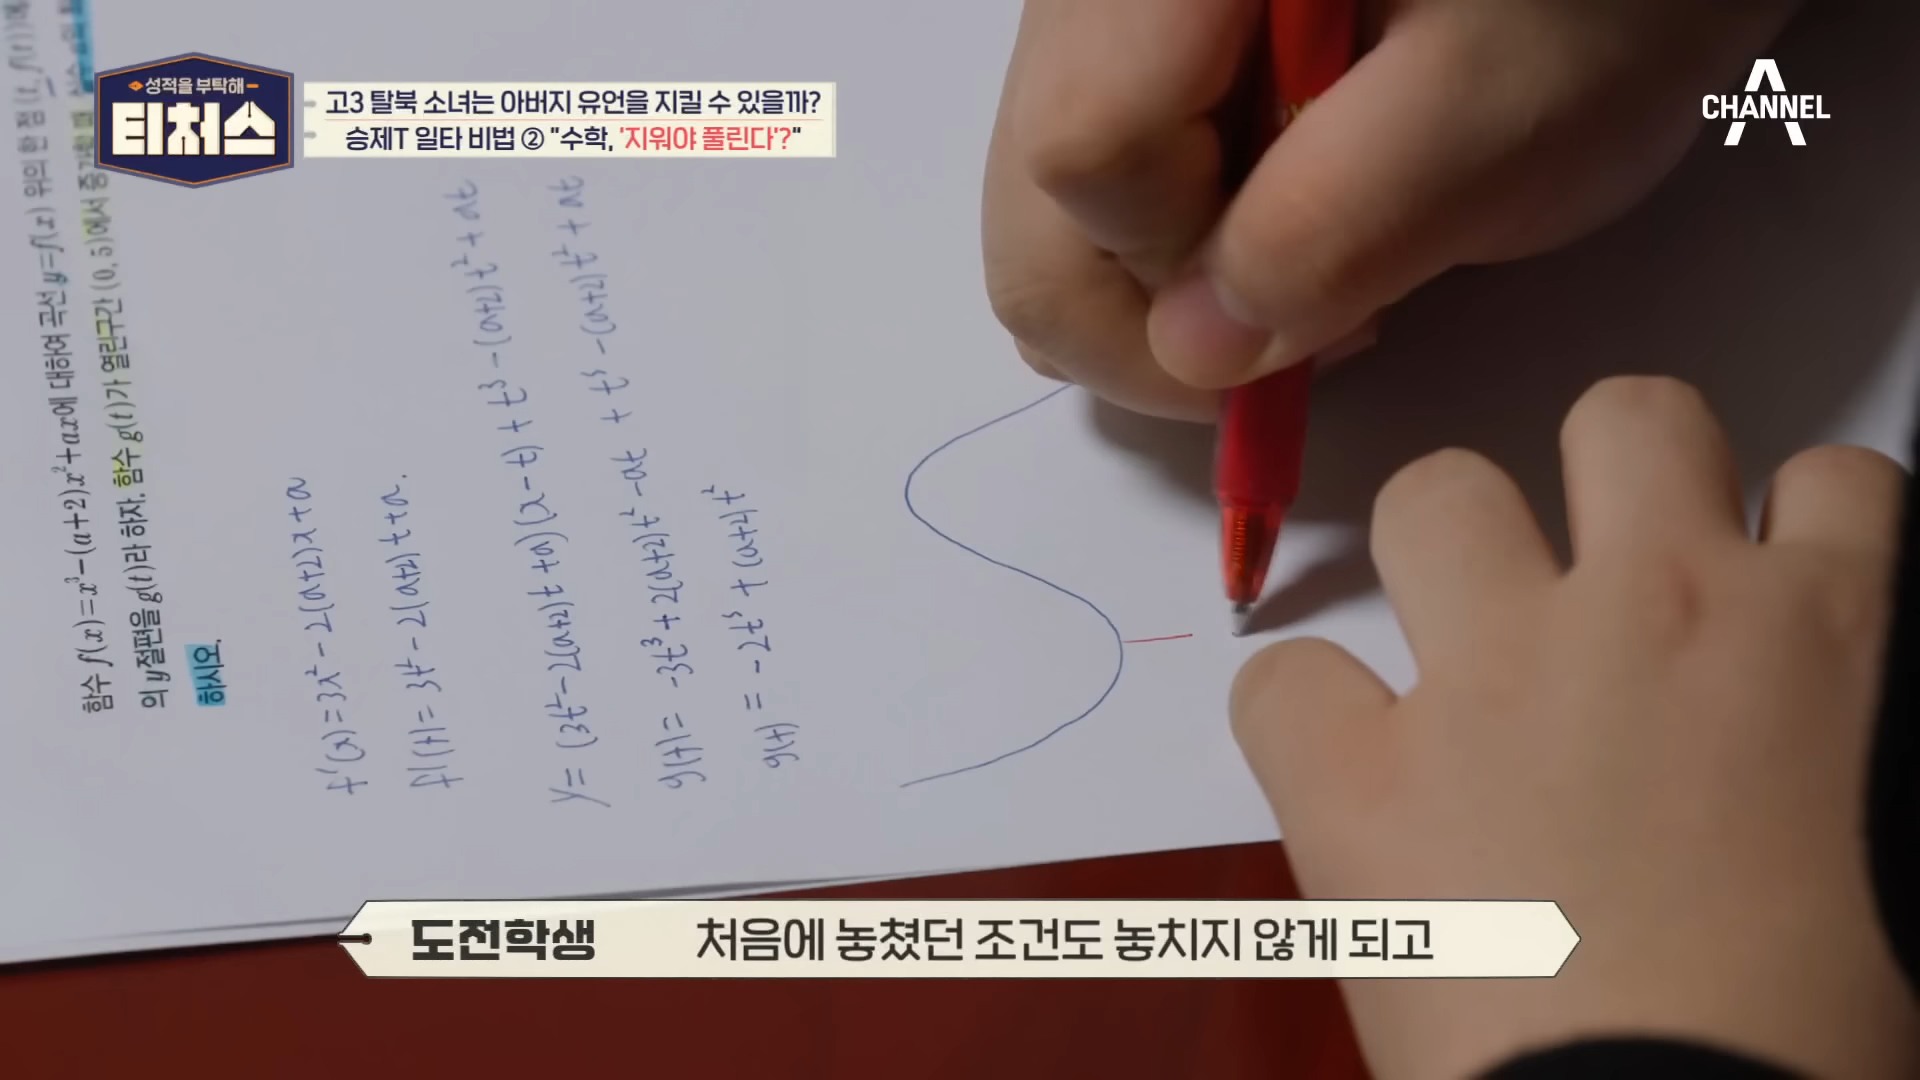 성적을 부탁해
티처스
고3 탈북 소녀는 아버지 유언을 지킬 수 있을까?
승제T 일타 비법 ② "수학, '지워야 풀린다'?"
CHANNEL A
함수 f(x)=x³-(a+2)x²+ax에 대하여 곡선 y=f(x) 위의 한 점 (t, f(t))에
의 y절편을 g(t)라 하자. 함수 g(t)가 열린구간 (0, 5)에서 증가할
하시오.
f'(x)=3x²-2(a+2)x+a
f'(t)=3t²-2(a+2)t+a.
y=(3t²-2(a+2)t+a)(x-t)+t³-(a+2)t²+at
g(t)=-3t³+2(a+2)t²-at+t³-(a+2)t²+at
g(t)=-2t³+(a+2)t²
도전학생 처음에 놓쳤던 조건도 놓치지 않게 되고